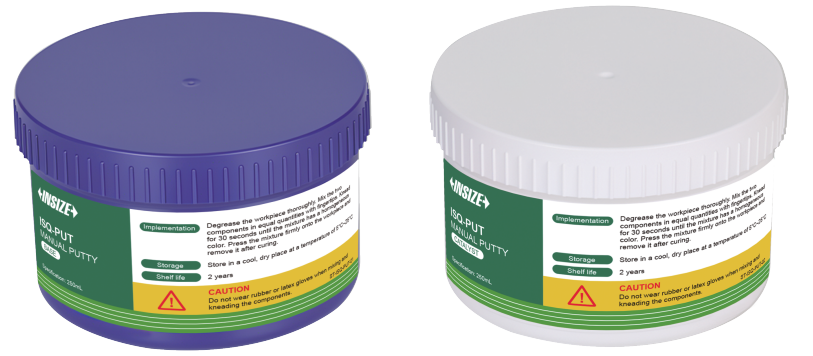 INSIZE
ISQ-PUT
MANUAL PUTTY
BASE
Specification: 250mL
Implementation
Degrease the workpiece thoroughly. Mix the two
components in equal quantities with fingertips. Knead
for 30 seconds until the mixture has a homogeneous
color. Press the mixture firmly onto the workpiece and
remove it after curing.
Storage
Store in a cool, dry place at a temperature of 5°C~25°C
Shelf life
2 years
CAUTION
Do not wear rubber or latex gloves when mixing and
kneading the components.
INSIZE
ISQ-PUT
MANUAL PUTTY
CATALYST
Specification: 250mL
Implementation
Degrease the workpiece thoroughly. Mix the two
components in equal quantities with fingertips. Knead
for 30 seconds until the mixture has a homogeneous
color. Press the mixture firmly onto the workpiece and
remove it after curing.
Storage
Store in a cool, dry place at a temperature of 5°C~25°C
Shelf life
2 years
CAUTION
Do not wear rubber or latex gloves when mixing and
kneading the components.